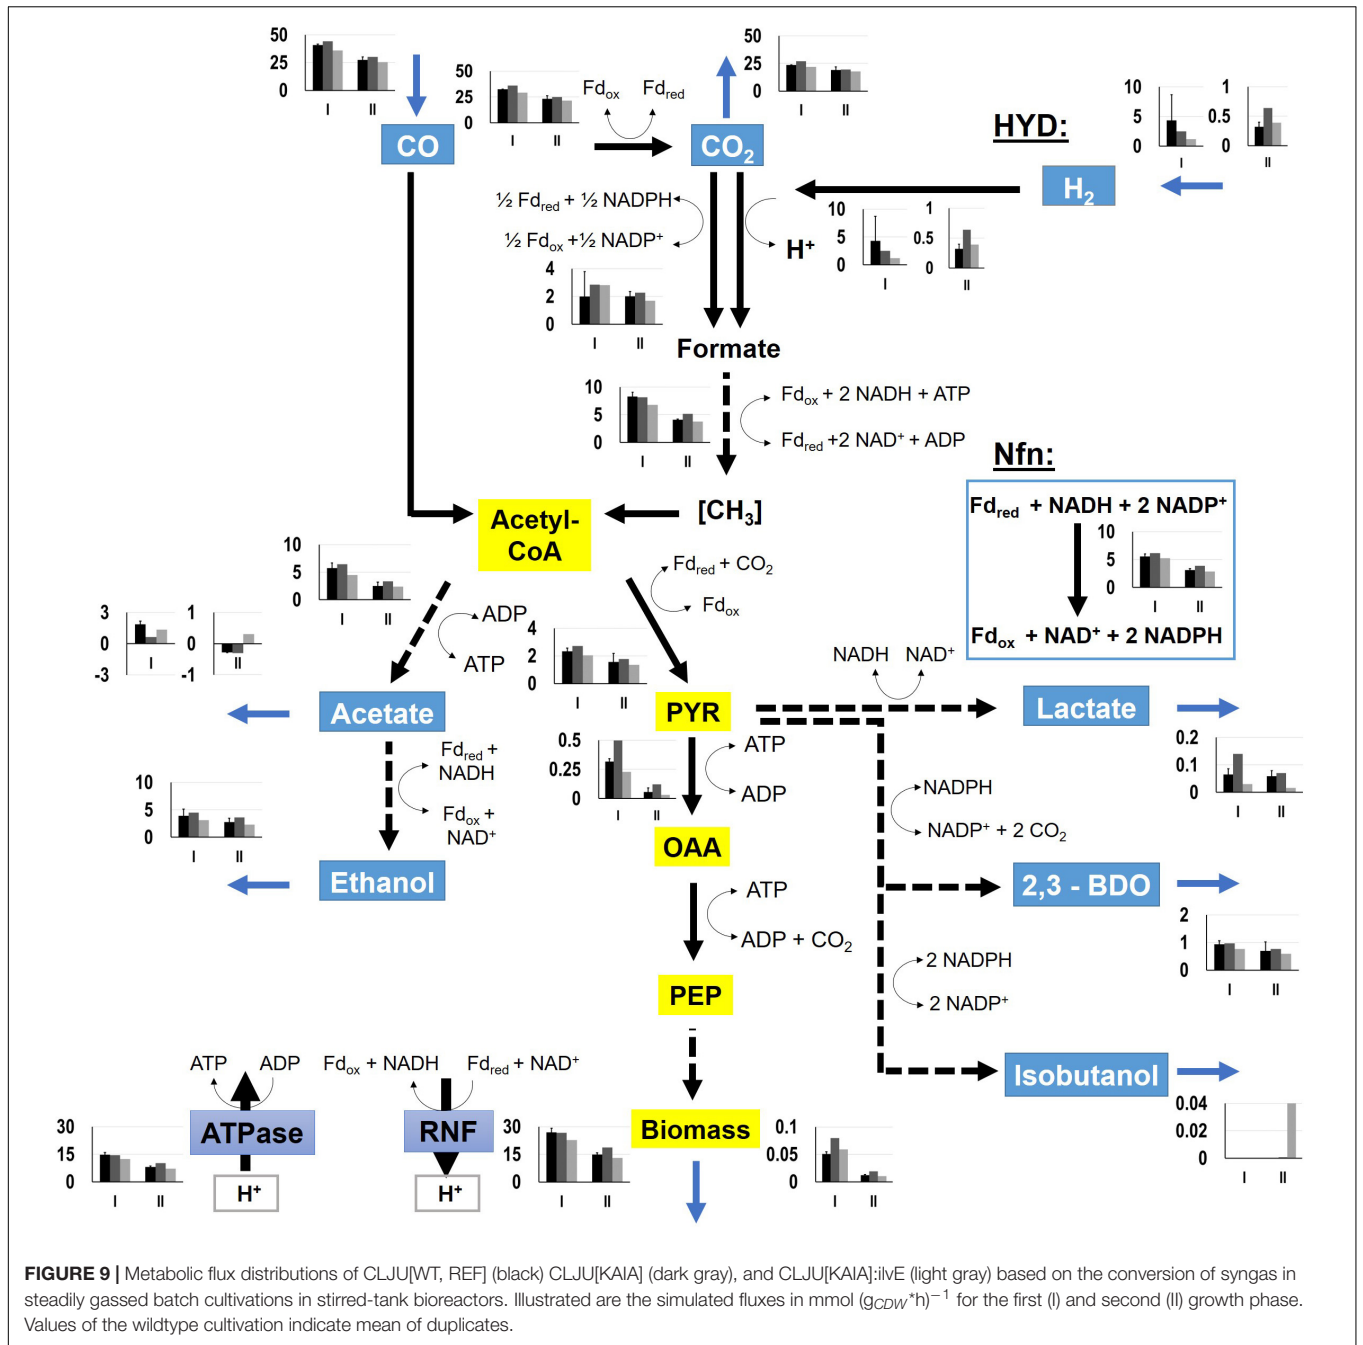 50
25
0
I II
CO
50
25
0
I II
Fdox Fdred
CO2
50
25
0
I II
HYD:
10
5
0
I
1
0.5
0
II
H2
½ Fdred + ½ NADPH
½ Fdox +½ NADP+
H+
10
5
0
I
1
0.5
0
II
4
2
0
I II
Formate
10
5
0
I II
Fdox + 2 NADH + ATP
Fdred +2 NAD+ + ADP
Nfn:
Fdred + NADH + 2 NADP+
10
5
0
I II
Fdox + NAD+ + 2 NADPH
Acetyl-
CoA
[CH3]
10
5
0
I II
Fdred + CO2
Fdox
ADP
ATP
3
0
-3
I
1
0
-1
II
4
2
0
I II
NADH NAD+
Acetate
PYR
Lactate
0.5
0.25
0
I II
ATP
ADP
0.2
0.1
0
I II
Fdred +
NADH
Fdox +
NAD+
NADPH
NADP+ + 2 CO2
10
5
0
I II
OAA
Ethanol
2,3 - BDO
ATP
ADP + CO2
2
1
0
I II
2 NADPH
2 NADP+
PEP
ATP ADP
Fdox + NADH Fdred + NAD+
Isobutanol
30
15
0
I II
ATPase
H+
RNF
H+
30
15
0
I II
Biomass
0.1
0.05
0
I II
0.04
0.02
0
I II
FIGURE 9 | Metabolic flux distributions of CLJU[WT, REF] (black) CLJU[KAIA] (dark gray), and CLJU[KAIA]:ilvE (light gray) based on the conversion of syngas in
steadily gassed batch cultivations in stirred-tank bioreactors. Illustrated are the simulated fluxes in mmol (gCDW*h)−1 for the first (I) and second (II) growth phase.
Values of the wildtype cultivation indicate mean of duplicates.